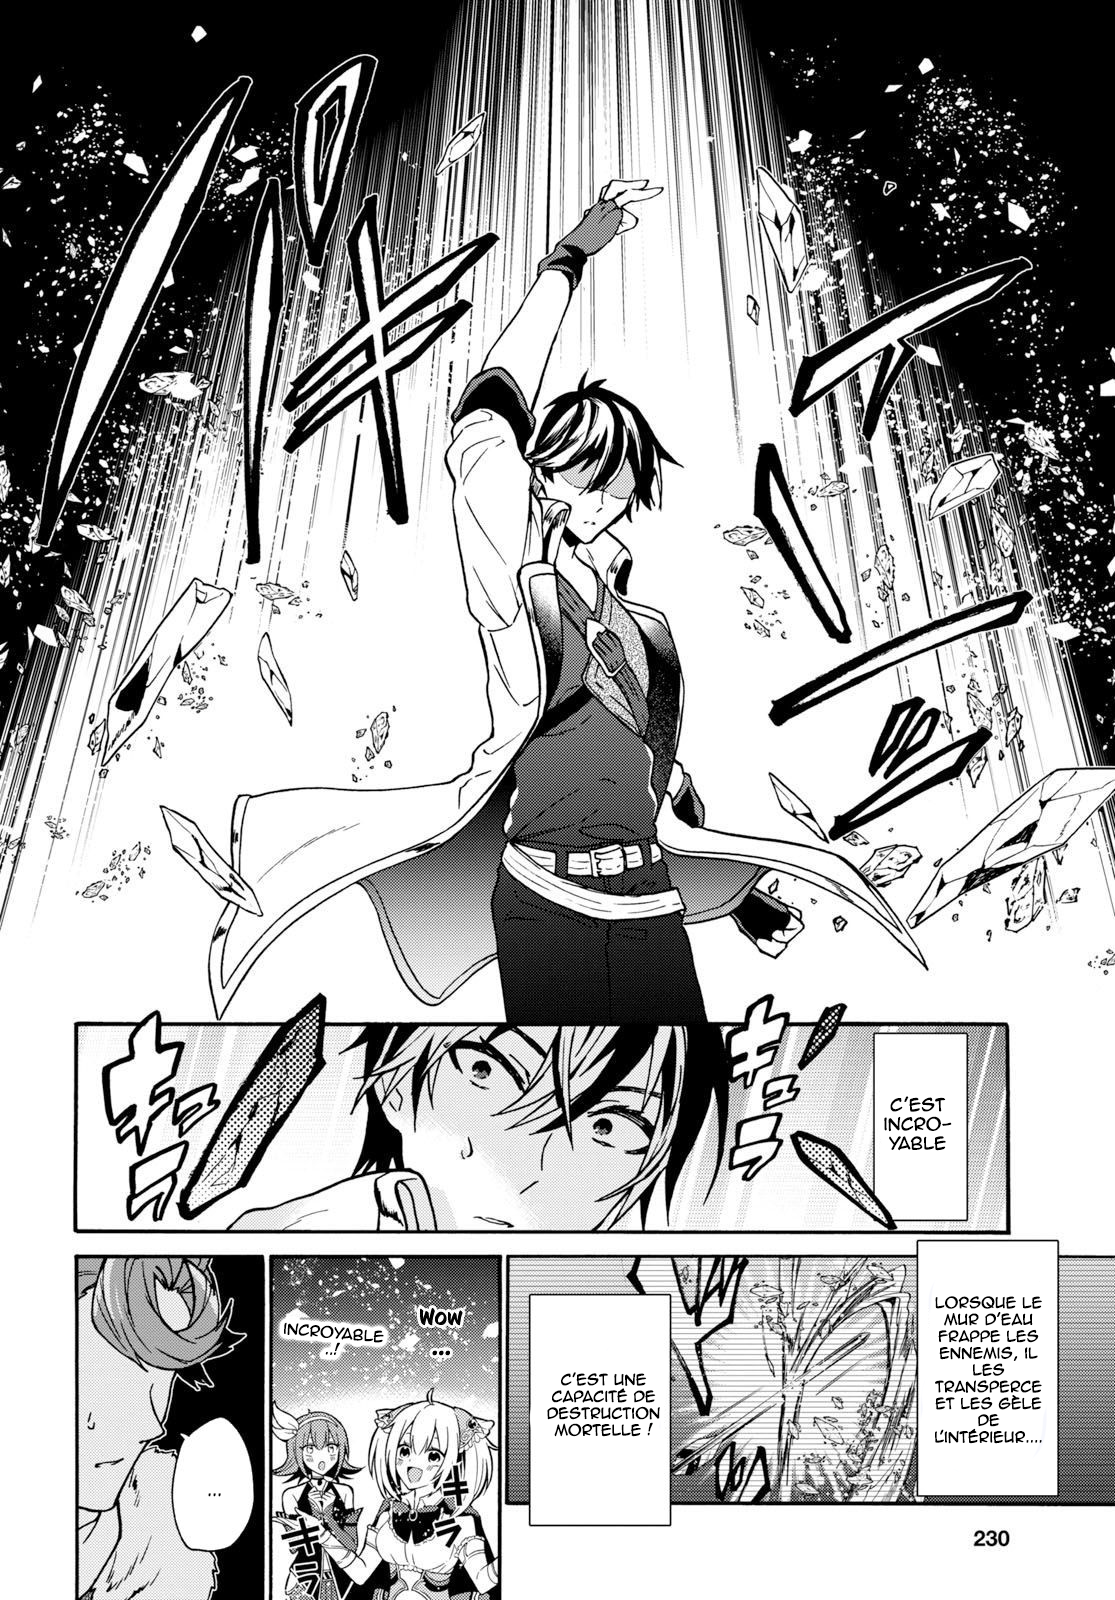 パキィィン
キュラ
キュラ
C'EST
INCRO-
YABLE
LORSQUE LE
MUR D'EAU
FRAPPE LES
ENNEMIS, IL
LES
TRANSPERCE
ET LES GÈLE
DE
L'INTÉRIEUR....
C'EST UNE
CAPACITÉ DE
DESTRUCTION
MORTELLE !
WOW
...
INCROYABLE
...!
キラ
キラ
...
230